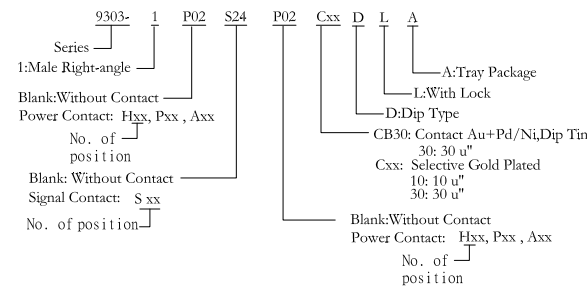 9303- 1 P02 S24 P02 Cxx D L A
Series
1:Male Right-angle
Blank:Without Contact
Power Contact: Hxx, Pxx , Axx
No. of
position
Blank: Without Contact
Signal Contact: S xx
No. of position
A:Tray Package
L:With Lock
D:Dip Type
CB30: Contact Au+Pd/Ni,Dip Tin
30: 30 u"
Cxx: Selective Gold Plated
10: 10 u"
30: 30 u"
Blank:Without Contact
Power Contact: Hxx, Pxx , Axx
No. of
position